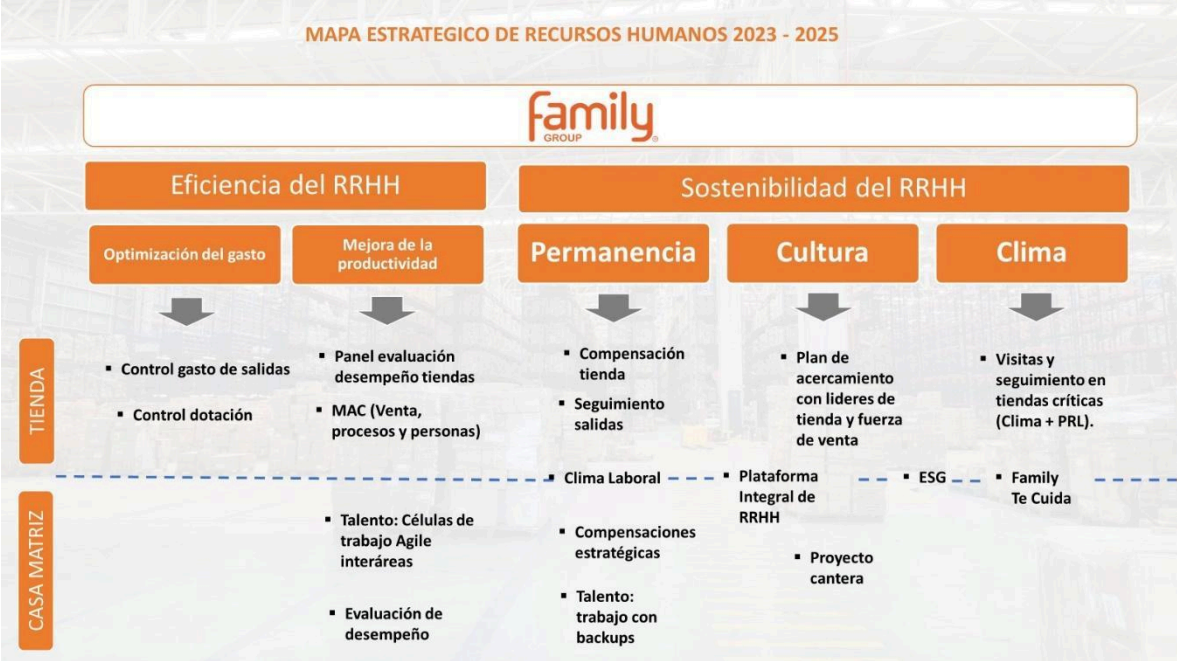 MAPA ESTRATEGICO DE RECURSOS HUMANOS 2023 - 2025
family
GROUP
®
Eficiencia del RRHH
Sostenibilidad del RRHH
Optimización del gasto
Mejora de la
productividad
Permanencia
Cultura
Clima
TIENDA
▪ Control gasto de salidas
▪ Control dotación
▪ Panel evaluación
desempeño tiendas
▪ MAC (Venta,
procesos y personas)
▪ Compensación
tienda
▪ Seguimiento
salidas
▪ Plan de
acercamiento
con lideres de
tienda y fuerza
de venta
▪ Visitas y
seguimiento en
tiendas críticas
(Clima + PRL).
▪ Clima Laboral
▪ Plataforma
Integral de
RRHH
▪ ESG
▪ Family
Te Cuida
CASA MATRIZ
▪ Talento: Células de
trabajo Agile
interáreas
▪ Evaluación de
desempeño
▪ Compensaciones
estratégicas
▪ Talento:
trabajo con
backups
▪ Proyecto
cantera